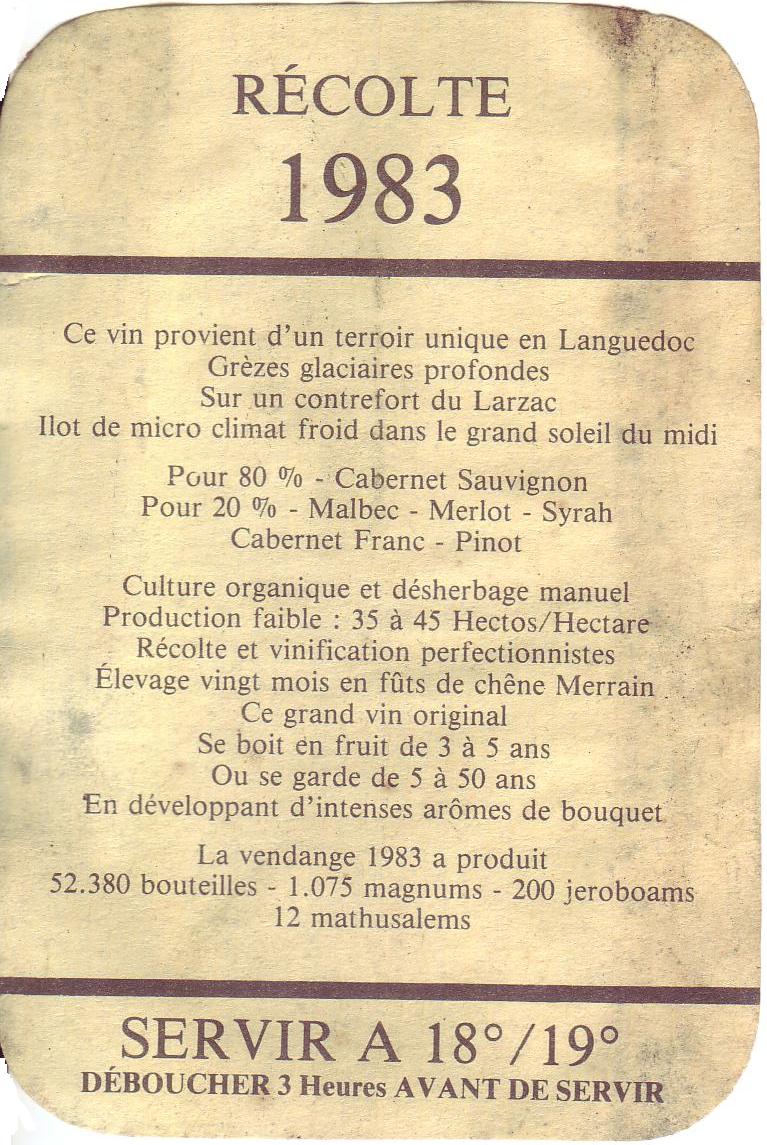 RÉCOLTE
1983
Ce vin provient d'un terroir unique en Languedoc
Grèzes glaciaires profondes
Sur un contrefort du Larzac
Ilot de micro climat froid dans le grand soleil du midi
Pour 80 % - Cabernet Sauvignon
Pour 20 % - Malbec - Merlot - Syrah
Cabernet Franc - Pinot
Culture organique et désherbage manuel
Production faible : 35 à 45 Hectos/Hectare
Récolte et vinification perfectionnistes
Élevage vingt mois en fûts de chêne Merrain
Ce grand vin original
Se boit en fruit de 3 à 5 ans
Ou se garde de 5 à 50 ans
En développant d'intenses arômes de bouquet
La vendange 1983 a produit
52.380 bouteilles - 1.075 magnums - 200 jeroboams
12 mathusalems
SERVIR A 18°/19°
DÉBOUCHER 3 Heures AVANT DE SERVIR